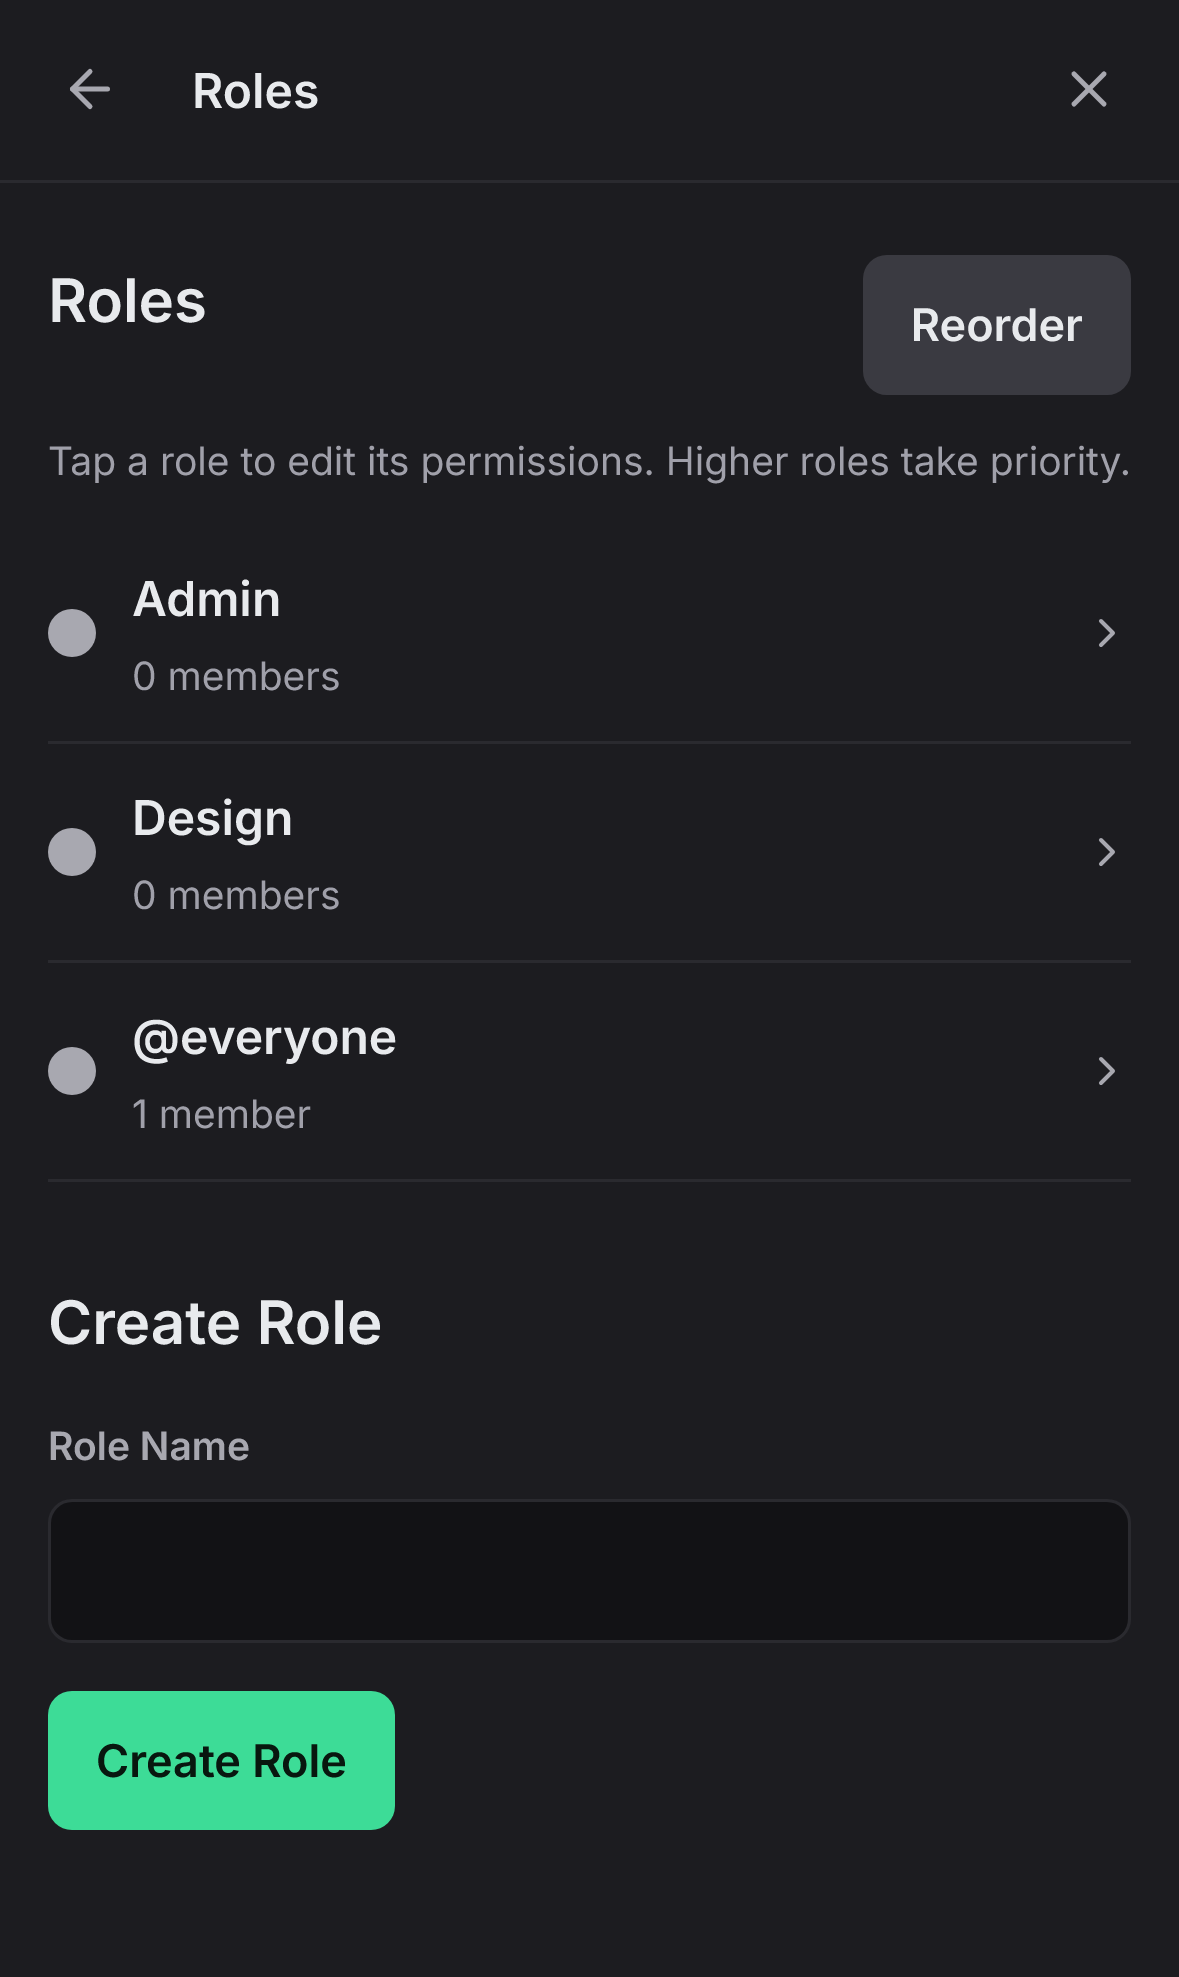 Roles
Roles
Reorder
Tap a role to edit its permissions. Higher roles take priority.
Admin
0 members
Design
0 members
@everyone
1 member
Create Role
Role Name
Create Role